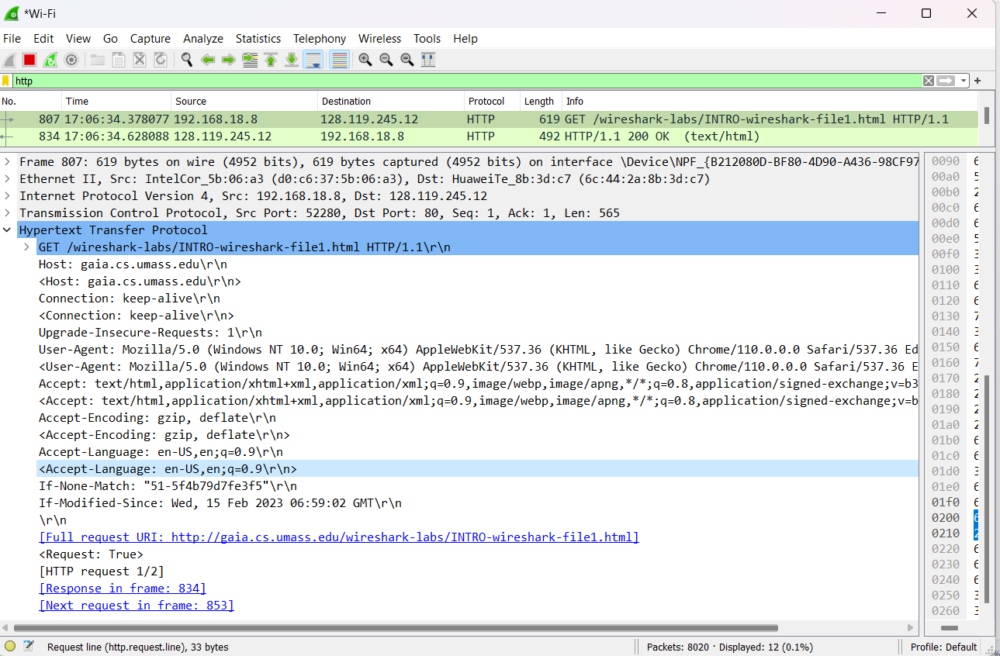 *Wi-Fi
File Edit View Go Capture Analyze Statistics Telephony Wireless Tools Help
http
No. Time Source Destination Protocol Length Info
807 17:06:34.378077 192.168.18.8 128.119.245.12 HTTP 619 GET /wireshark-labs/INTRO-wireshark-file1.html HTTP/1.1
834 17:06:34.628088 128.119.245.12 192.168.18.8 HTTP 492 HTTP/1.1 200 OK (text/html)
Frame 807: 619 bytes on wire (4952 bits), 619 bytes captured (4952 bits) on interface \Device\NPF_{B212080D-BF80-4D90-A436-98CF97
Ethernet II, Src: IntelCor_5b:06:a3 (d0:c6:37:5b:06:a3), Dst: HuaweiTe_8b:3d:c7 (6c:44:2a:8b:3d:c7)
Internet Protocol Version 4, Src: 192.168.18.8, Dst: 128.119.245.12
Transmission Control Protocol, Src Port: 52280, Dst Port: 80, Seq: 1, Ack: 1, Len: 565
Hypertext Transfer Protocol
GET /wireshark-labs/INTRO-wireshark-file1.html HTTP/1.1\r\n
Host: gaia.cs.umass.edu\r\n
<Host: gaia.cs.umass.edu\r\n>
Connection: keep-alive\r\n
<Connection: keep-alive\r\n>
Upgrade-Insecure-Requests: 1\r\n
User-Agent: Mozilla/5.0 (Windows NT 10.0; Win64; x64) AppleWebKit/537.36 (KHTML, like Gecko) Chrome/110.0.0.0 Safari/537.36 Ed
<User-Agent: Mozilla/5.0 (Windows NT 10.0; Win64; x64) AppleWebKit/537.36 (KHTML, like Gecko) Chrome/110.0.0.0 Safari/537.36 E
Accept: text/html,application/xhtml+xml,application/xml;q=0.9,image/webp,image/apng,*/*;q=0.8,application/signed-exchange;v=b3
<Accept: text/html,application/xhtml+xml,application/xml;q=0.9,image/webp,image/apng,*/*;q=0.8,application/signed-exchange;v=b
Accept-Encoding: gzip, deflate\r\n
<Accept-Encoding: gzip, deflate\r\n>
Accept-Language: en-US,en;q=0.9\r\n
<Accept-Language: en-US,en;q=0.9\r\n>
If-None-Match: "51-5f4b79d7fe3f5"\r\n
If-Modified-Since: Wed, 15 Feb 2023 06:59:02 GMT\r\n
\r\n
[Full request URI: http://gaia.cs.umass.edu/wireshark-labs/INTRO-wireshark-file1.html]
<Request: True>
[HTTP request 1/2]
[Response in frame: 834]
[Next request in frame: 853]
0090
00a0
00b0
00c0
00d0
00e0
00f0
0100
0110
0120
0130
0140
0150
0160
0170
0180
0190
01a0
01b0
01c0
01d0
01e0
01f0
0200
0210
0220
0230
0240
0250
0260
Request line (http.request.line), 33 bytes
Packets: 8020 · Displayed: 12 (0.1%)
Profile: Default